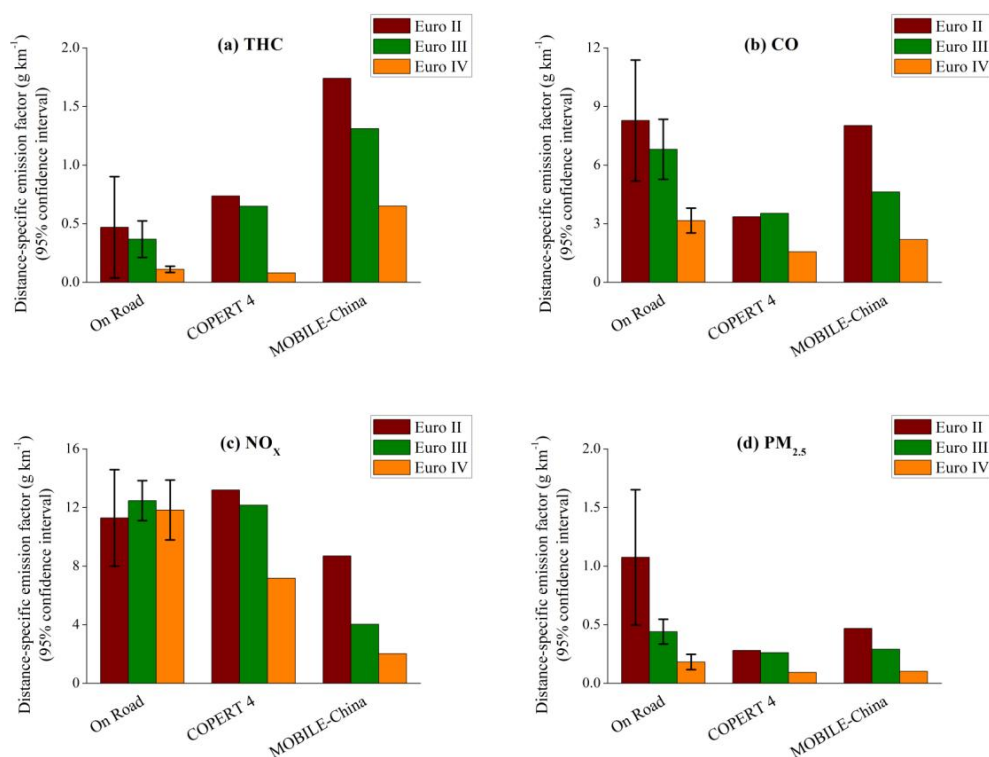 (a) THC
Euro II
Euro III
Euro IV
Distance-specific emission factor (g km⁻¹)
(95% confidence interval)
2.0
1.5
1.0
0.5
0.0
On Road
COPERT 4
MOBILE-China
(b) CO
Euro II
Euro III
Euro IV
Distance-specific emission factor (g km⁻¹)
(95% confidence interval)
12
9
6
3
0
On Road
COPERT 4
MOBILE-China
(c) NOₓ
Euro II
Euro III
Euro IV
Distance-specific emission factor (g km⁻¹)
(95% confidence interval)
16
12
8
4
0
On Road
COPERT 4
MOBILE-China
(d) PM₂.₅
Euro II
Euro III
Euro IV
Distance-specific emission factor (g km⁻¹)
(95% confidence interval)
2.0
1.5
1.0
0.5
0.0
On Road
COPERT 4
MOBILE-China